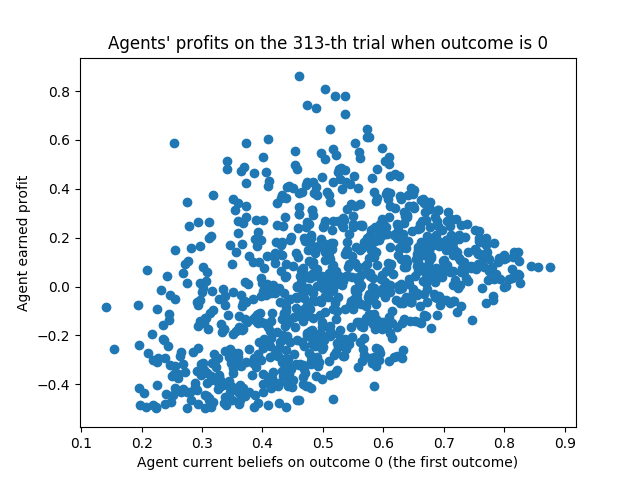 Agents' profits on the 313-th trial when outcome is 0
0.8
0.6
0.4
0.2
0.0
−0.2
−0.4
Agent earned profit
0.1 0.2 0.3 0.4 0.5 0.6 0.7 0.8 0.9
Agent current beliefs on outcome 0 (the first outcome)